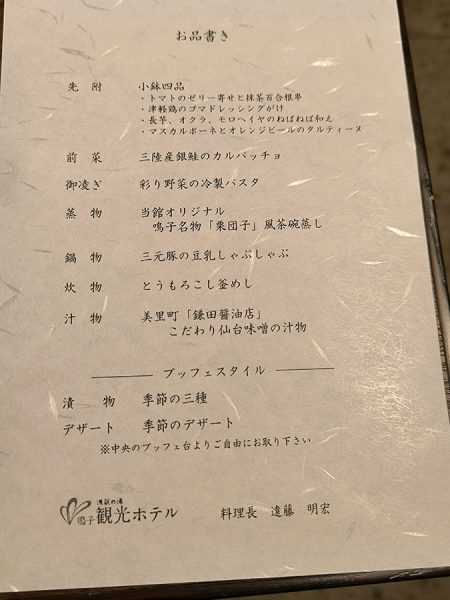 お品書き
先 附 小鉢四品
・トマトのゼリー寄せと抹茶百合根串
・津軽鶏のゴマドレッシングがけ
・長芋、オクラ、モロヘイヤのねばねば和え
・マスカルポーネとオレンジピールのタルティーヌ
前 菜 三陸産銀鮭のカルパッチョ
御凌ぎ 彩り野菜の冷製パスタ
蒸 物 当館オリジナル
鳴子名物「栗団子」風茶碗蒸し
鍋 物 三元豚の豆乳しゃぶしゃぶ
炊 物 とうもろこし釜めし
汁 物 美里町「鎌田醤油店」
こだわり仙台味噌の汁物
ブッフェスタイル
漬 物 季節の三種
デザート 季節のデザート
※中央のブッフェ台よりご自由にお取り下さい
鳴子 観光ホテル 料理長 遠藤 明宏